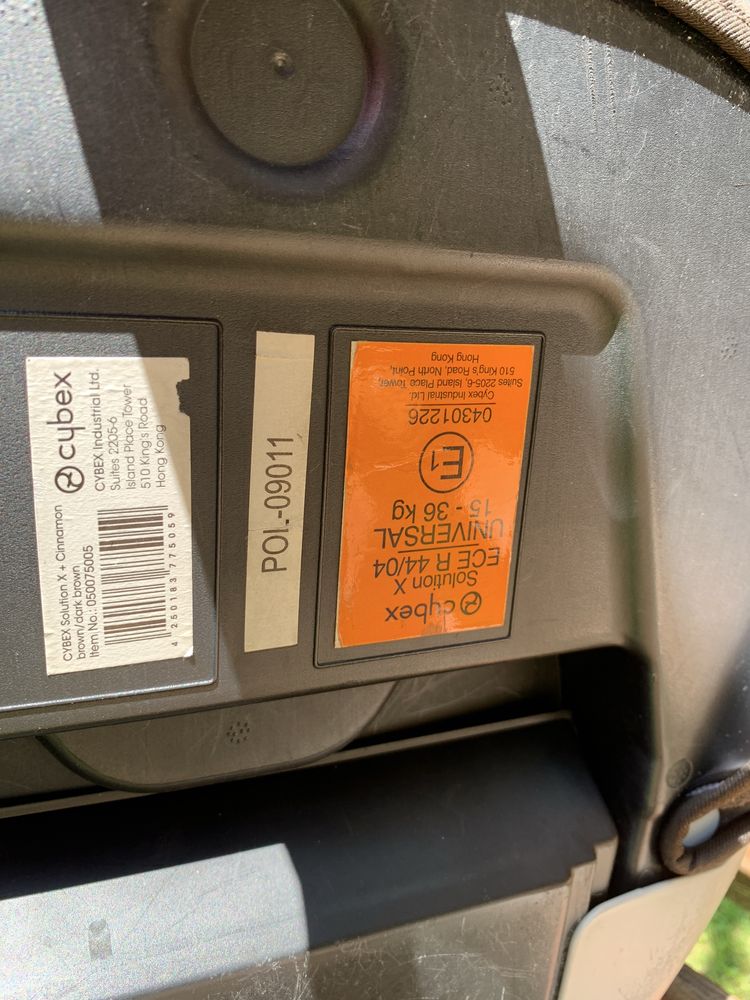 cybex
CYBEX Industrial Ltd.
Suites 2205-6
Island Place Tower
510 King's Road
Hong Kong
CYBEX Solution X + Cinnamon
brown/dark brown
Item No.: 050075005
4 250183 775059
POI.-09011
cybex
Solution X
ECE R 44/04
UNIVERSAL
15 - 36 kg
E1
04301226
Cybex Industrial Ltd.
Suites 2205-6, Island Place Tower,
510 King's Road, North Point,
Hong Kong